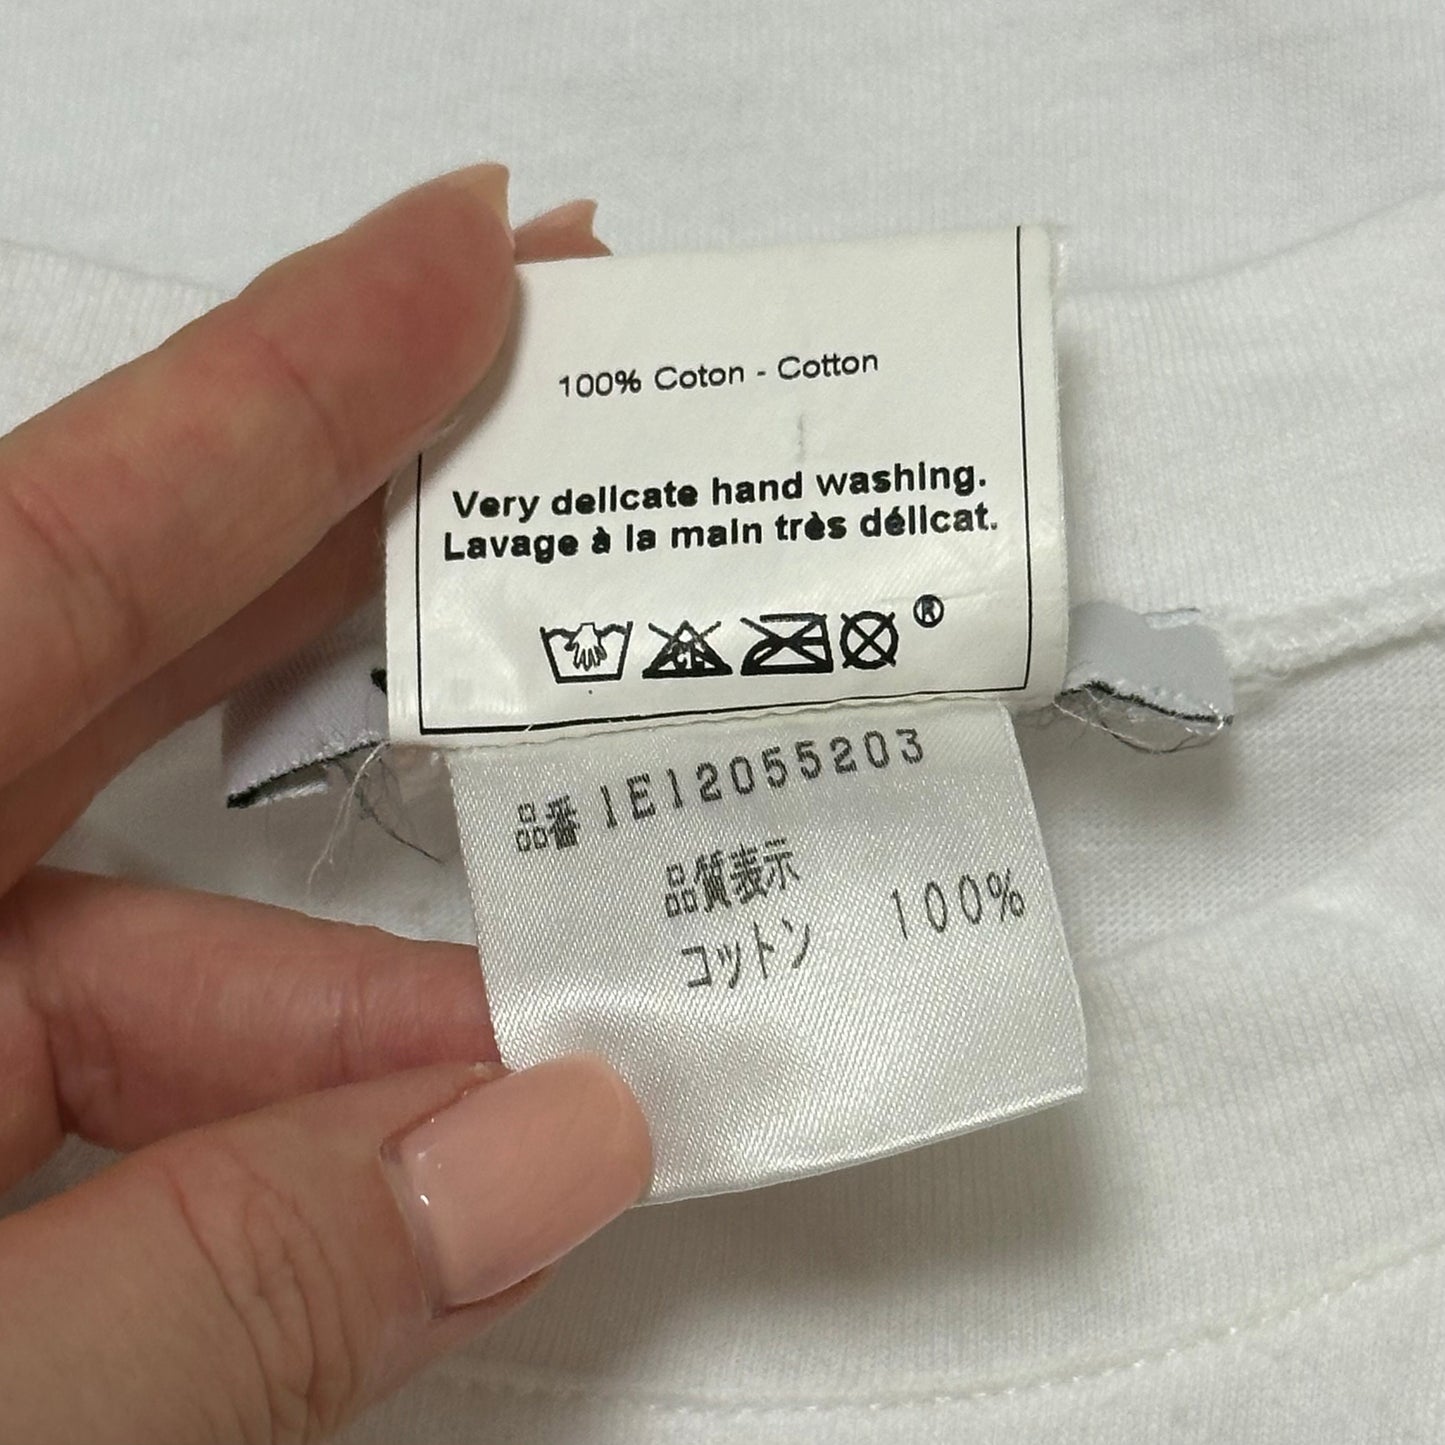 100% Coton - Cotton
Very delicate hand washing.
Lavage à la main très délicat.
CL
®
品番 1E12055203
品質表示
コットン 100%